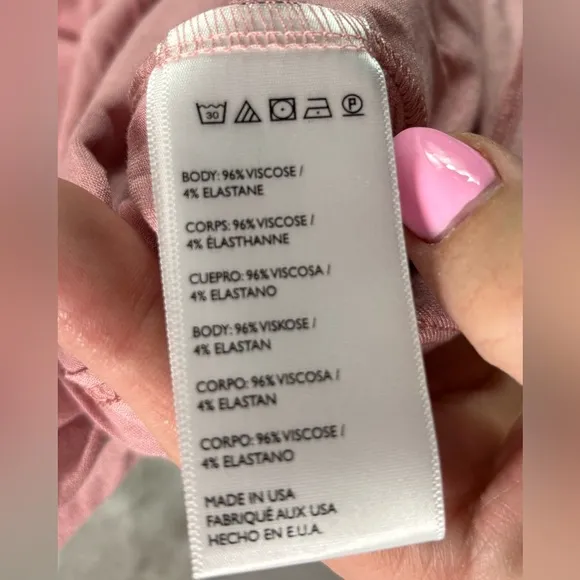 30 P
BODY: 96% VISCOSE /
4% ELASTANE
CORPS: 96% VISCOSE /
4% ÉLASTHANNE
CUEPRO: 96% VISCOSA /
4% ELASTANO
BODY: 96% VISKOSE /
4% ELASTAN
CORPO: 96% VISCOSA /
4% ELASTAN
CORPO: 96% VISCOSE /
4% ELASTANO
MADE IN USA
FABRIQUÉ AUX USA
HECHO EN E.U.A.